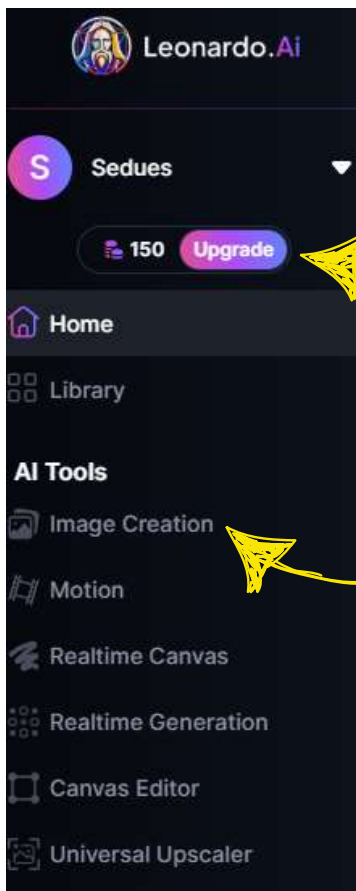 Leonardo.Ai
S Sedues
150 Upgrade
Home
Library
AI Tools
Image Creation
Motion
Realtime Canvas
Realtime Generation
Canvas Editor
Universal Upscaler